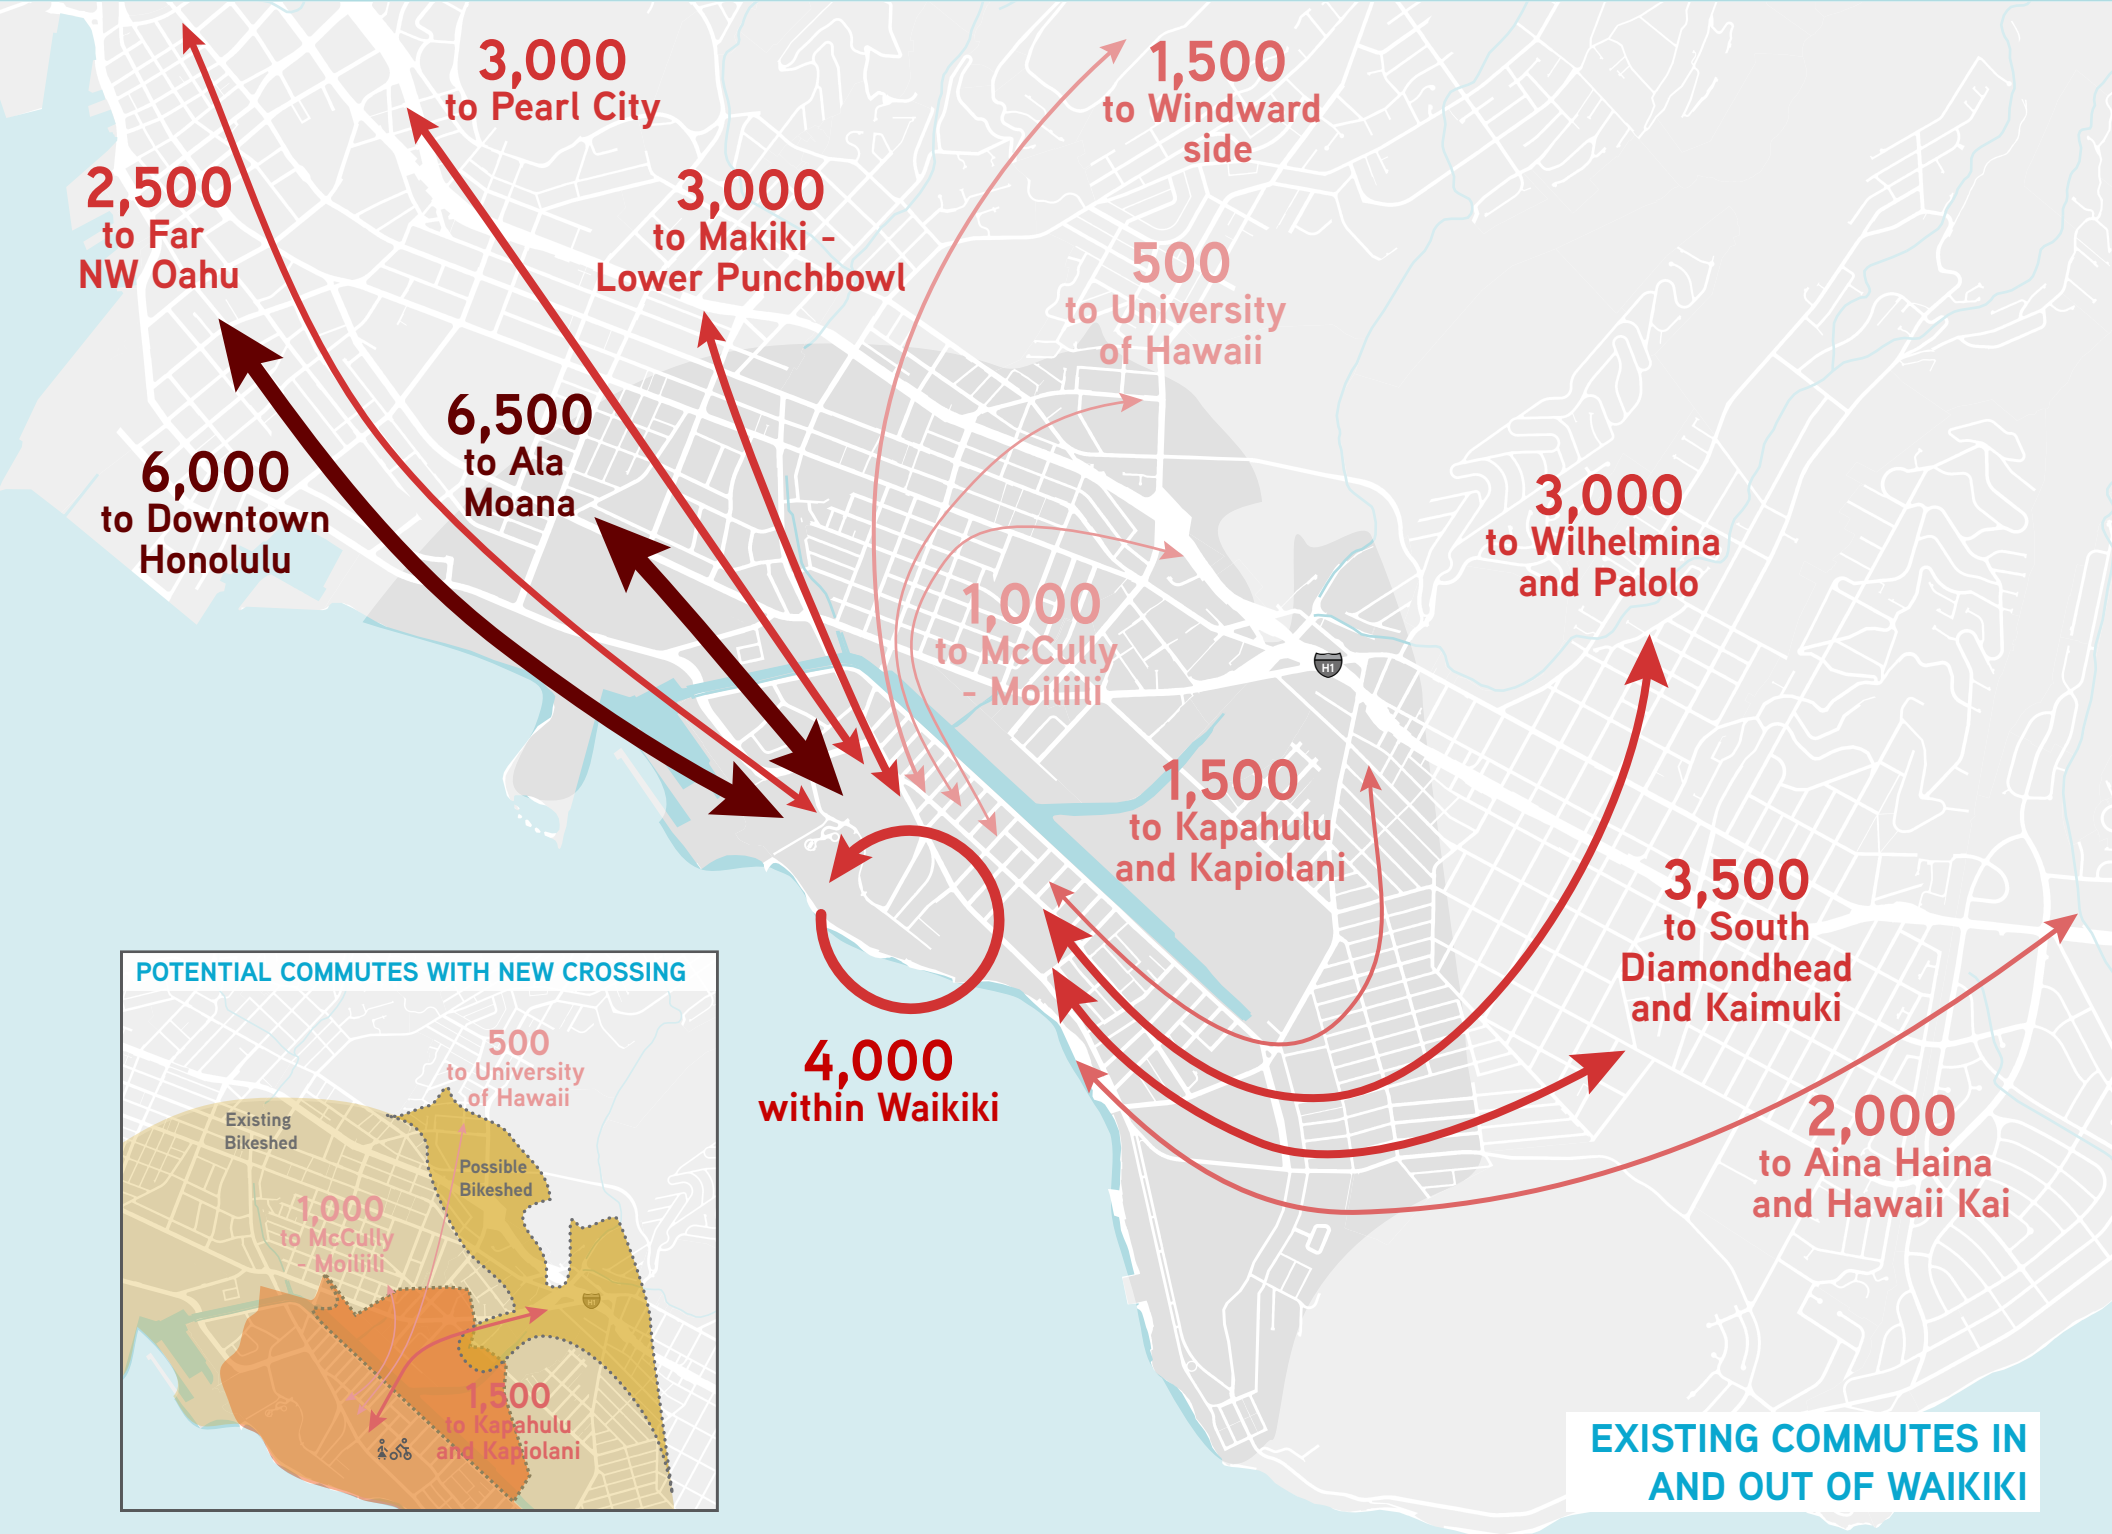 3,000
to Pearl City
1,500
to Windward
side
2,500
to Far
NW Oahu
3,000
to Makiki -
Lower Punchbowl
500
to University
of Hawaii
6,500
to Ala
Moana
6,000
to Downtown
Honolulu
3,000
to Wilhelmina
and Palolo
1,000
to McCully
- Moiliili
H1
1,500
to Kapahulu
and Kapiolani
3,500
to South
Diamondhead
and Kaimuki
4,000
within Waikiki
2,000
to Aina Haina
and Hawaii Kai
POTENTIAL COMMUTES WITH NEW CROSSING
500
to University
of Hawaii
Existing
Bikeshed
Possible
Bikeshed
1,000
to McCully
- Moiliili
H1
1,500
to Kapahulu
and Kapiolani
EXISTING COMMUTES IN
AND OUT OF WAIKIKI